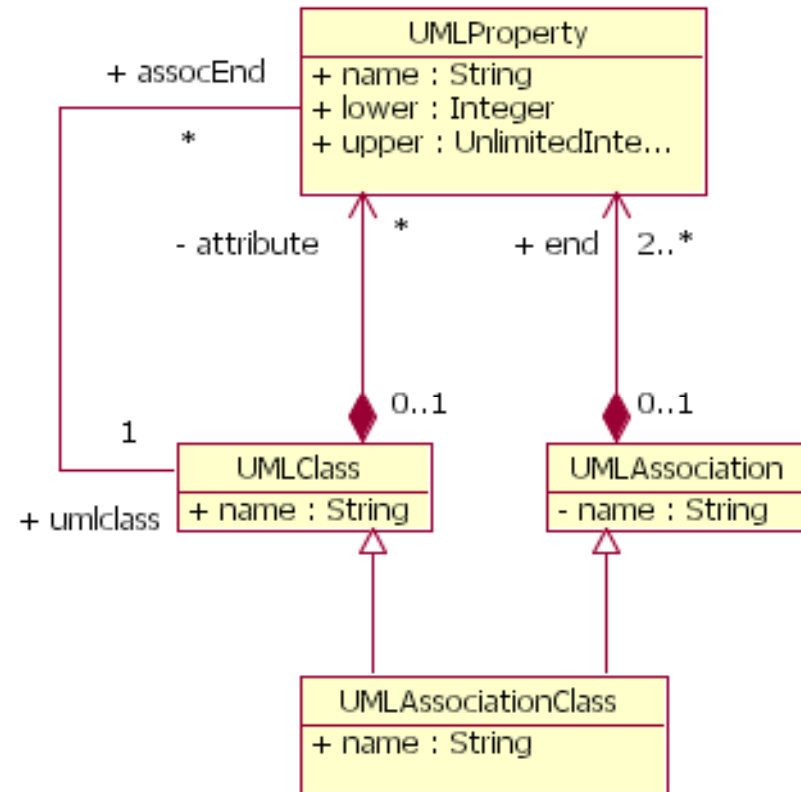 UMLProperty
+ name : String
+ lower : Integer
+ upper : UnlimitedInte...
+ assocEnd
*
- attribute
*
+ end
2..*
0..1
0..1
1
+ umlclass
UMLClass
+ name : String
UMLAssociation
- name : String
UMLAssociationClass
+ name : String